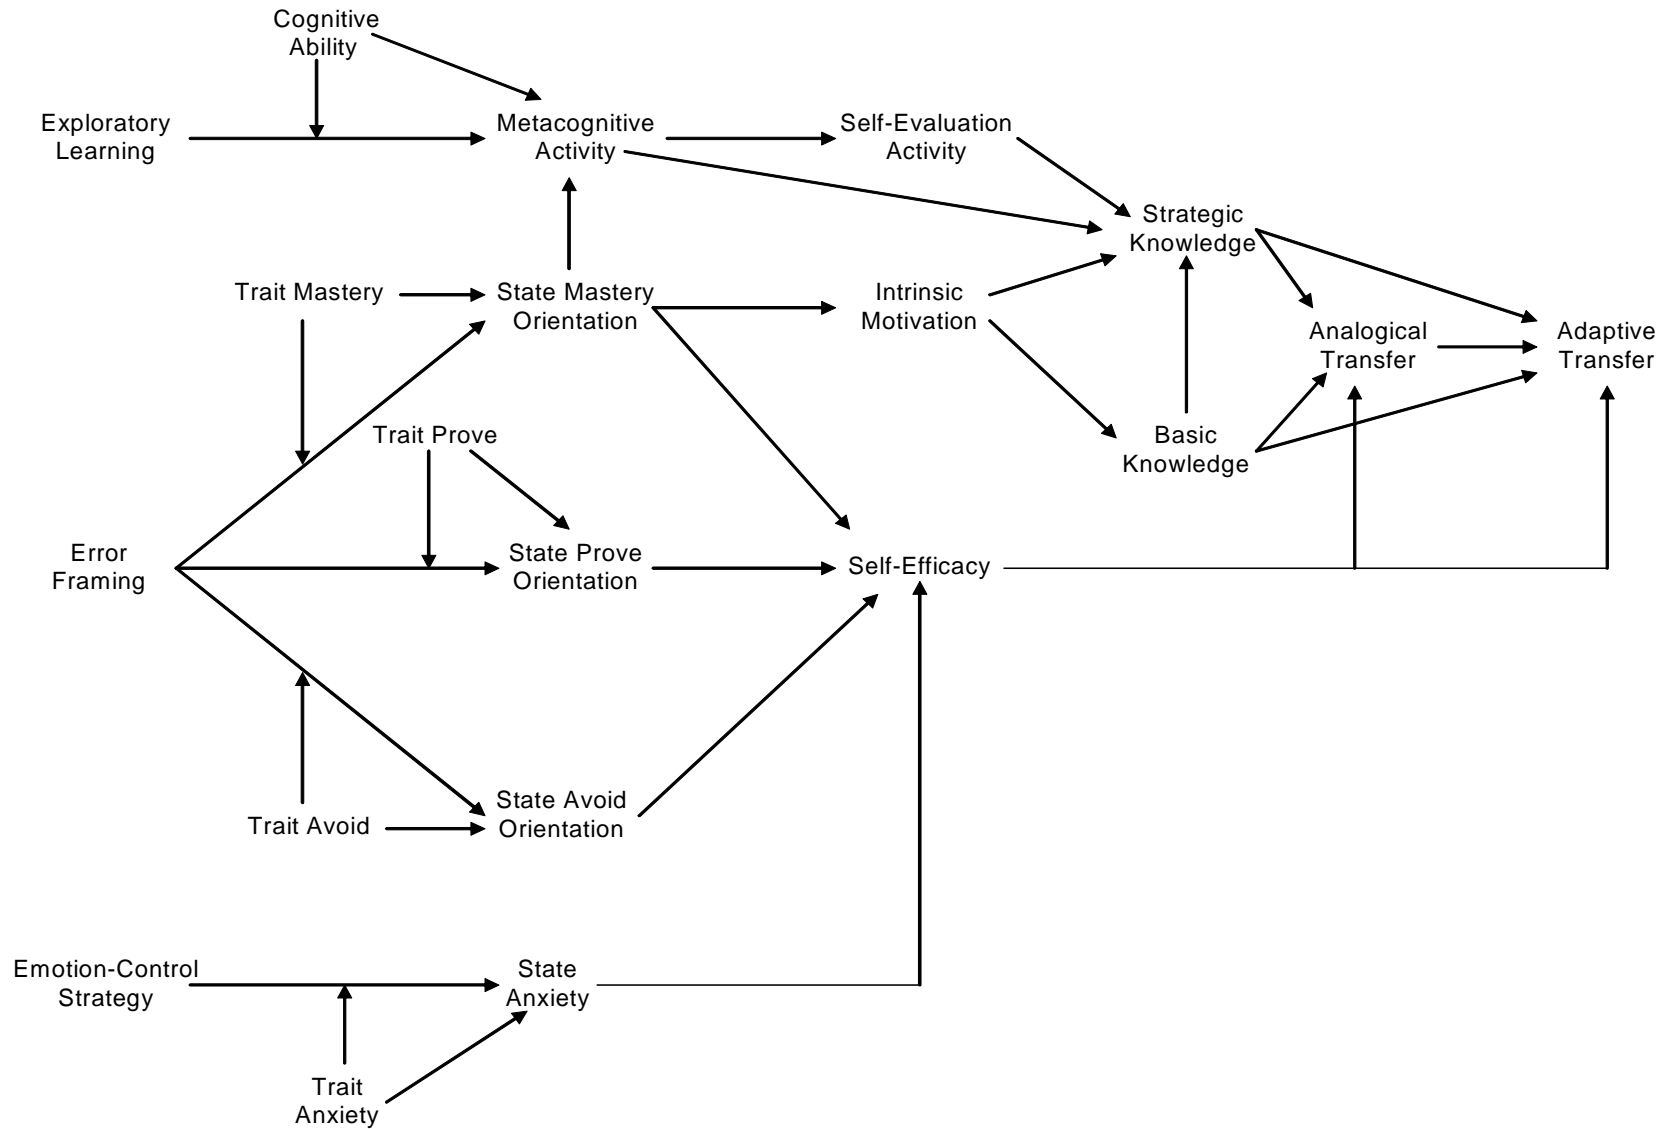 Cognitive
Ability
Exploratory
Learning
Metacognitive
Activity
Self-Evaluation
Activity
Strategic
Knowledge
Trait Mastery
State Mastery
Orientation
Intrinsic
Motivation
Analogical
Transfer
Adaptive
Transfer
Trait Prove
Basic
Knowledge
Error
Framing
State Prove
Orientation
Self-Efficacy
State Avoid
Orientation
Trait Avoid
Emotion-Control
Strategy
State
Anxiety
Trait
Anxiety